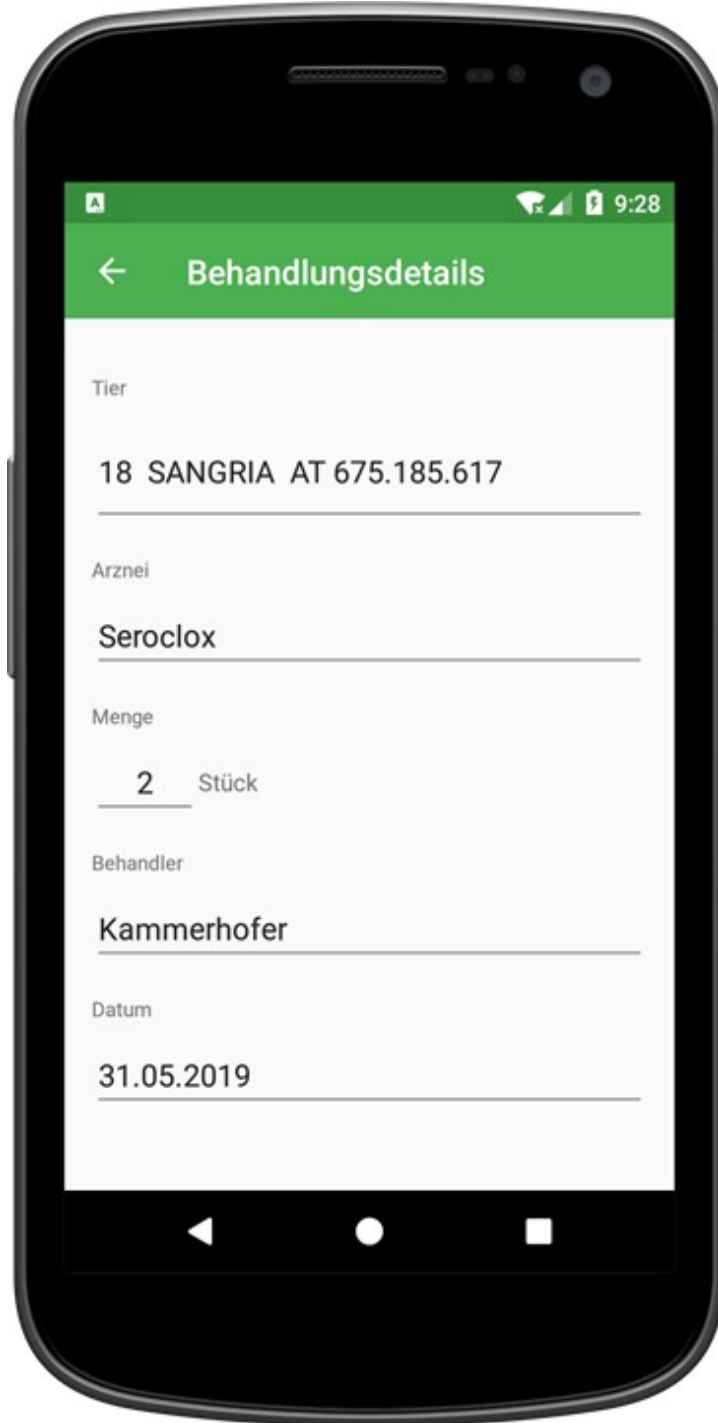 9:28
Behandlungsdetails
Tier
18 SANGRIA AT 675.185.617
Arznei
Seroclox
Menge
2 Stück
Behandler
Kammerhofer
Datum
31.05.2019